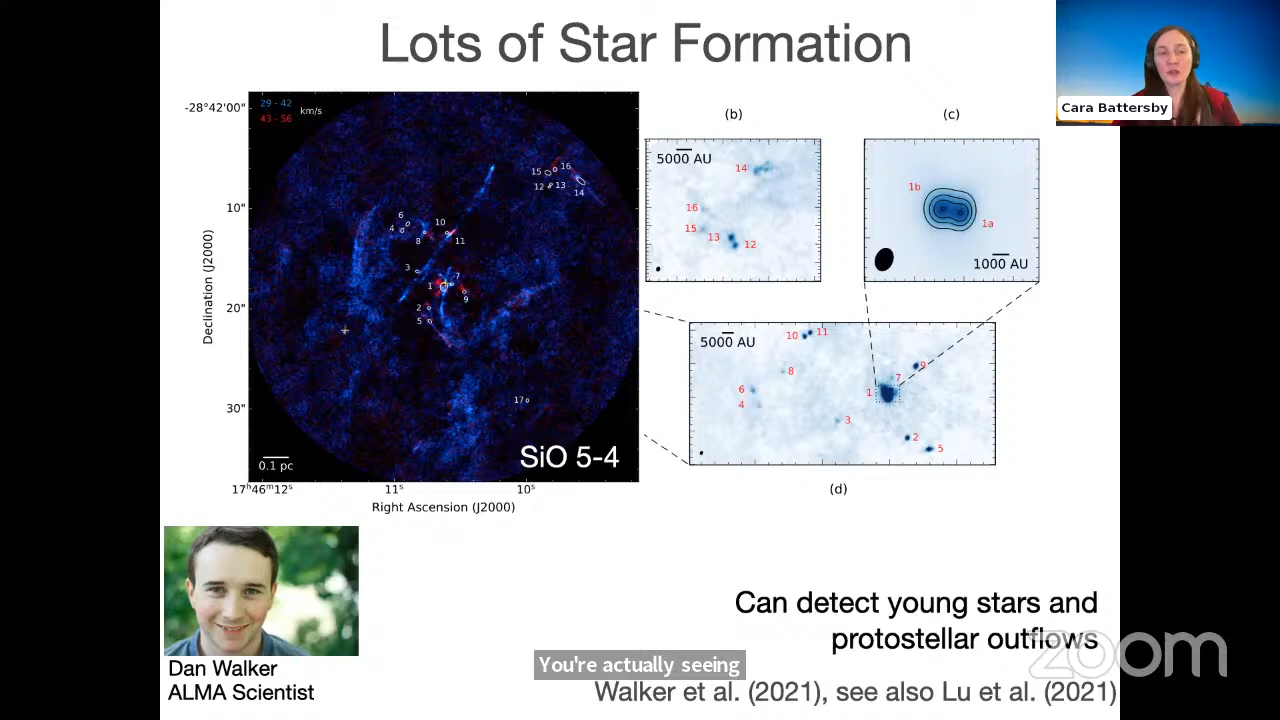 Lots of Star Formation
Cara Battersby
29 - 42
43 - 56
km/s
-28°42'00"
10"
20"
30"
Declination (J2000)
15
16
12
13
14
6
4
8
10
11
3
1
7
9
2
5
17
0.1 pc
SiO 5-4
17ʰ46ᵐ12ˢ
11ˢ
10ˢ
Right Ascension (J2000)
(b)
5000 AU
14
16
15
13
12
(c)
1b
1a
1000 AU
5000 AU
10
11
8
9
7
6
1
4
3
2
5
(d)
Dan Walker
ALMA Scientist
Can detect young stars and
protostellar outflows
zoom
You're actually seeing
Walker et al. (2021), see also Lu et al. (2021)